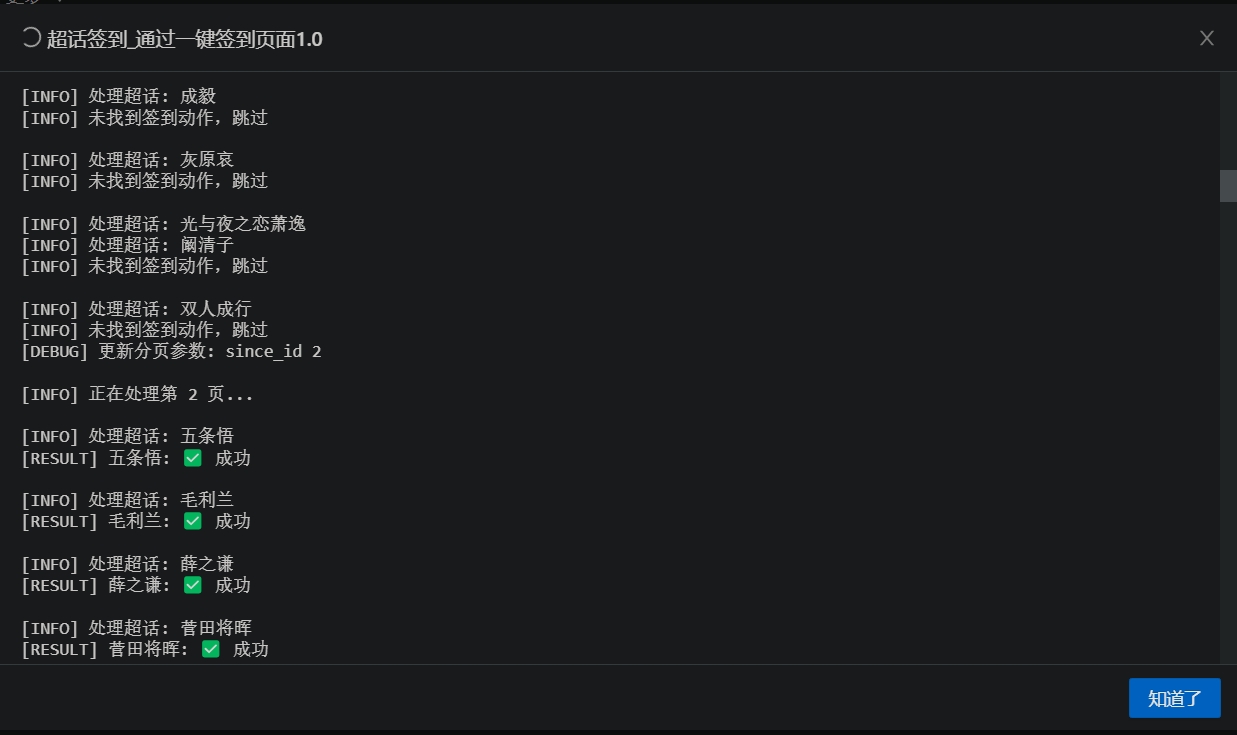 超话签到_通过一键签到页面1.0
[INFO] 处理超话: 成毅
[INFO] 未找到签到动作，跳过
[INFO] 处理超话: 灰原哀
[INFO] 未找到签到动作，跳过
[INFO] 处理超话: 光与夜之恋萧逸
[INFO] 处理超话: 阚清子
[INFO] 未找到签到动作，跳过
[INFO] 处理超话: 双人成行
[INFO] 未找到签到动作，跳过
[DEBUG] 更新分页参数: since_id 2
[INFO] 正在处理第 2 页...
[INFO] 处理超话: 五条悟
[RESULT] 五条悟: ✅ 成功
[INFO] 处理超话: 毛利兰
[RESULT] 毛利兰: ✅ 成功
[INFO] 处理超话: 薛之谦
[RESULT] 薛之谦: ✅ 成功
[INFO] 处理超话: 菅田将晖
[RESULT] 菅田将晖: ✅ 成功
知道了